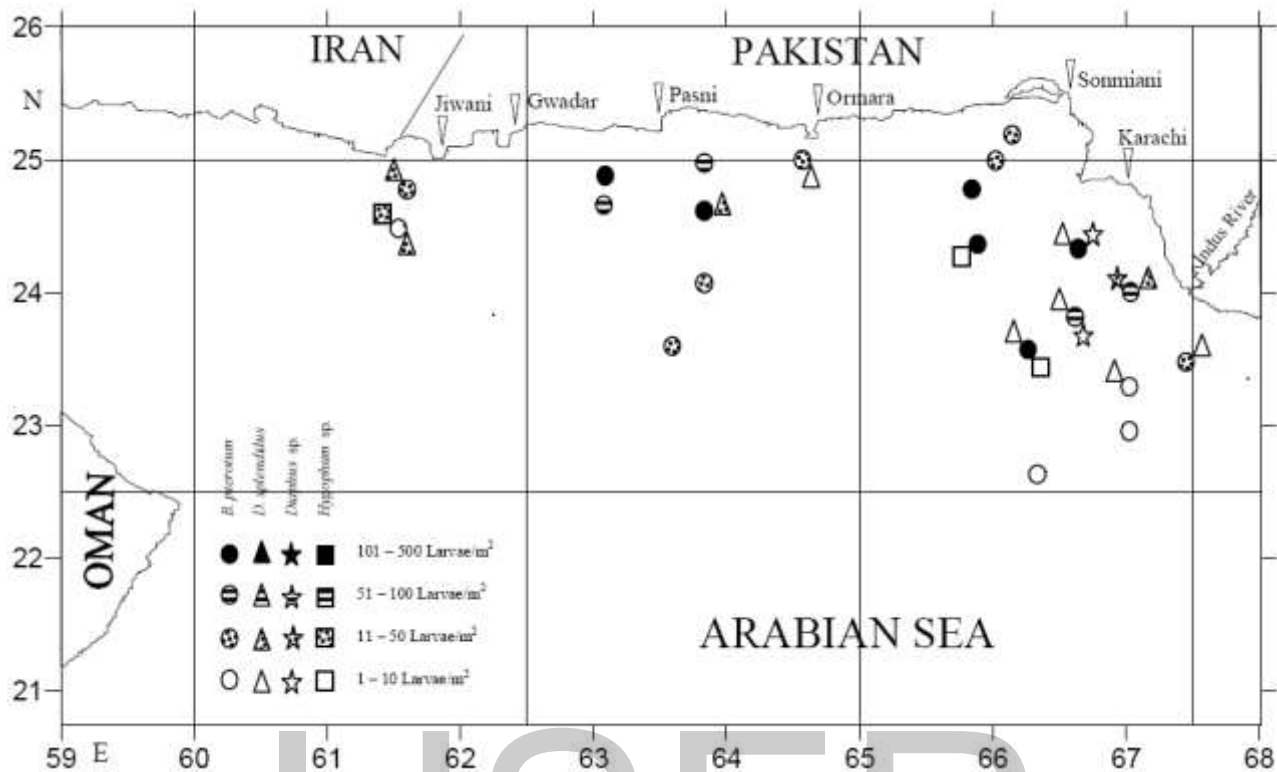 26
IRAN PAKISTAN
N
Jiwani Gwadar Pasni Ormara Sonmiani
Karachi
25
Indus River
24
23
OMAN
B. pterotum
D. splendidus
Diaphus sp.
Hygophum sp.
22
101 – 500 Larvae/m²
51 – 100 Larvae/m²
11 – 50 Larvae/m²
1 – 10 Larvae/m²
ARABIAN SEA
21
59 E 60 61 62 63 64 65 66 67 68